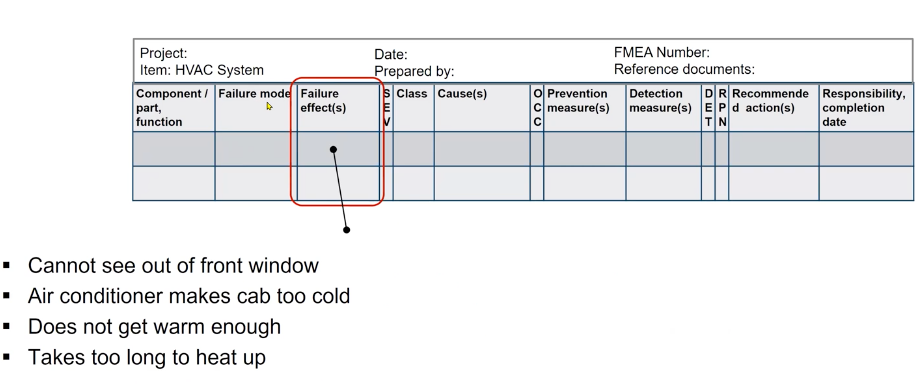 Project: Date: FMEA Number:
Item: HVAC System Prepared by: Reference documents:
Component / part, function
Failure mode
Failure effect(s)
SEV
Class
Cause(s)
OCC
Prevention measure(s)
Detection measure(s)
DET
RPN
Recommende d action(s)
Responsibility, completion date
▪ Cannot see out of front window
▪ Air conditioner makes cab too cold
▪ Does not get warm enough
▪ Takes too long to heat up